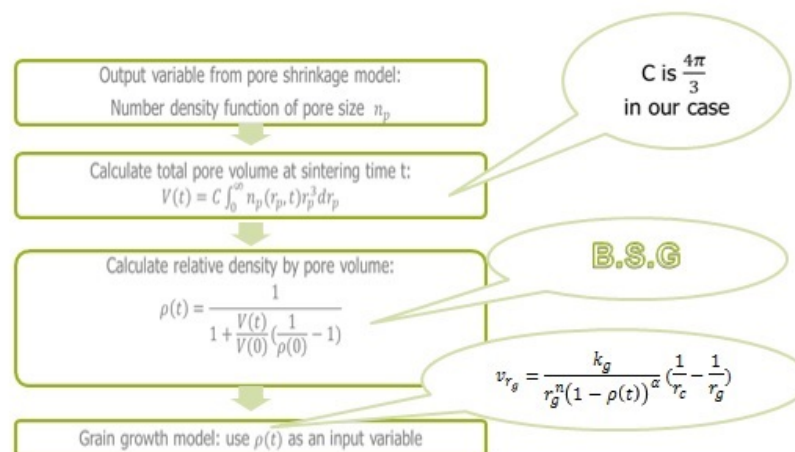 Output variable from pore shrinkage model:
Number density function of pore size n_p
C is 4π/3
in our case
Calculate total pore volume at sintering time t:
V(t) = C ∫_0^∞ n_p(r_p, t)r_p^3 dr_p
Calculate relative density by pore volume:
ρ(t) = 1 / (1 + V(t)/V(0) (1/ρ(0) − 1))
B.S.G
v_{r_g} = k_g / (r_g^n (1 − ρ(t))^α) (1/r_c − 1/r_g)
Grain growth model: use ρ(t) as an input variable